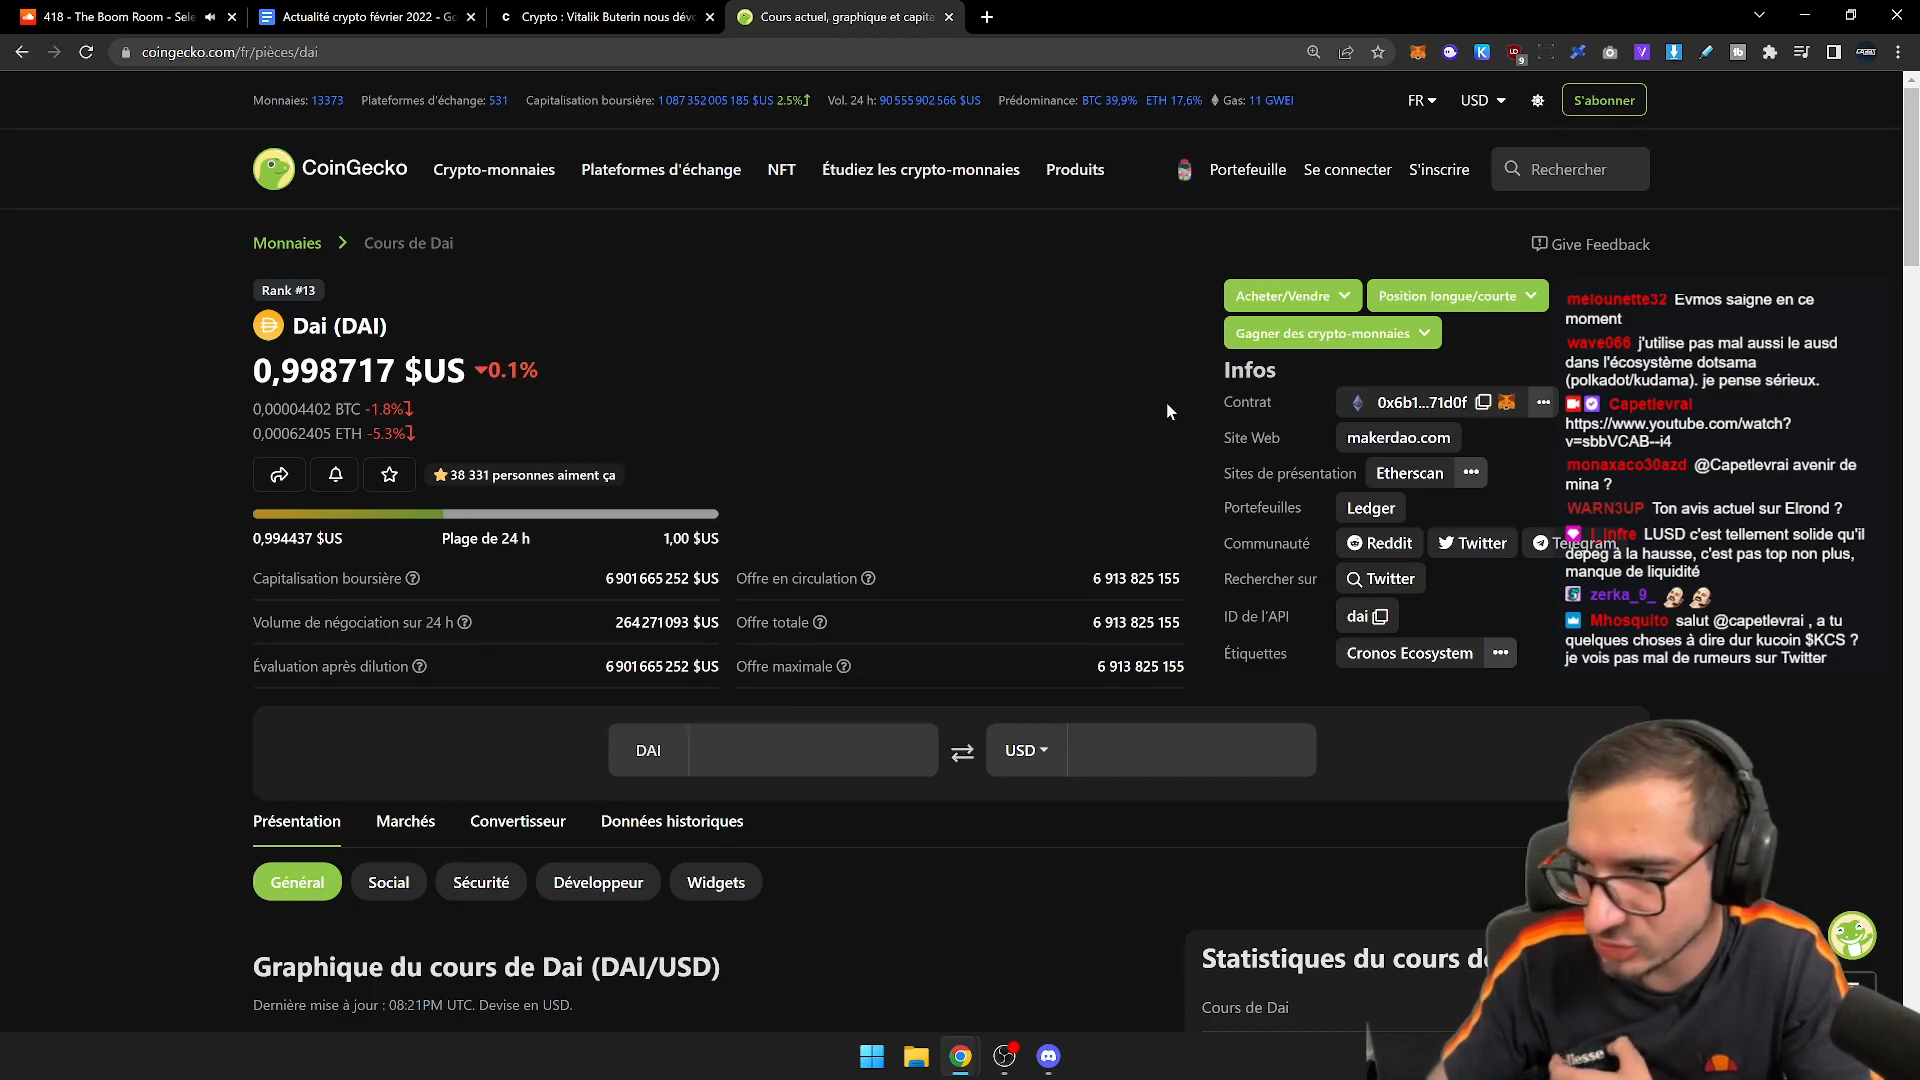 418 - The Boom Room - Sele
Actualité crypto février 2022 - Go
Crypto : Vitalik Buterin nous dévo
Cours actuel, graphique et capita
coingecko.com/fr/pièces/dai
Monnaies: 13373 Plateformes d'échange: 531 Capitalisation boursière: 1 087 352 005 185 $US 2.5% Vol. 24 h: 90 555 902 566 $US Prédominance: BTC 39,9% ETH 17,6% Gas: 11 GWEI
FR USD S'abonner
CoinGecko Crypto-monnaies Plateformes d'échange NFT Étudiez les crypto-monnaies Produits Portefeuille Se connecter S'inscrire Rechercher
Monnaies Cours de Dai
Give Feedback
Rank #13
Dai (DAI)
0,998717 $US 0.1%
0,00004402 BTC -1.8%
0,00062405 ETH -5.3%
38 331 personnes aiment ça
0,994437 $US Plage de 24 h 1,00 $US
Capitalisation boursière 6 901 665 252 $US
Volume de négociation sur 24 h 264 271 093 $US
Évaluation après dilution 6 901 665 252 $US
Offre en circulation 6 913 825 155
Offre totale 6 913 825 155
Offre maximale 6 913 825 155
Acheter/Vendre Position longue/courte
Gagner des crypto-monnaies
Infos
Contrat 0x6b1...71d0f
Site Web makerdao.com
Sites de présentation Etherscan
Portefeuilles Ledger
Communauté Reddit Twitter Telegram
Rechercher sur Twitter
ID de l'API dai
Étiquettes Cronos Ecosystem
melounette32 Evmos saigne en ce
moment
wave066 j'utilise pas mal aussi le ausd
dans l'écosystème dotsama
(polkadot/kudama). je pense sérieux.
Capetlevrai
https://www.youtube.com/watch?
v=sbbVCAB--i4
monaxaco30azd @Capetlevrai avenir de
mina ?
WARN3UP Ton avis actuel sur Elrond ?
LUSD c'est tellement solide qu'il
depeg à la hausse, c'est pas top non plus,
manque de liquidité
zerka_9_
Mhosquito salut @capetlevrai , a tu
quelques choses à dire dur kucoin $KCS ?
je vois pas mal de rumeurs sur Twitter
DAI USD
Présentation Marchés Convertisseur Données historiques
Général Social Sécurité Développeur Widgets
Graphique du cours de Dai (DAI/USD)
Dernière mise à jour : 08:21PM UTC. Devise en USD.
Statistiques du cours de
Cours de Dai